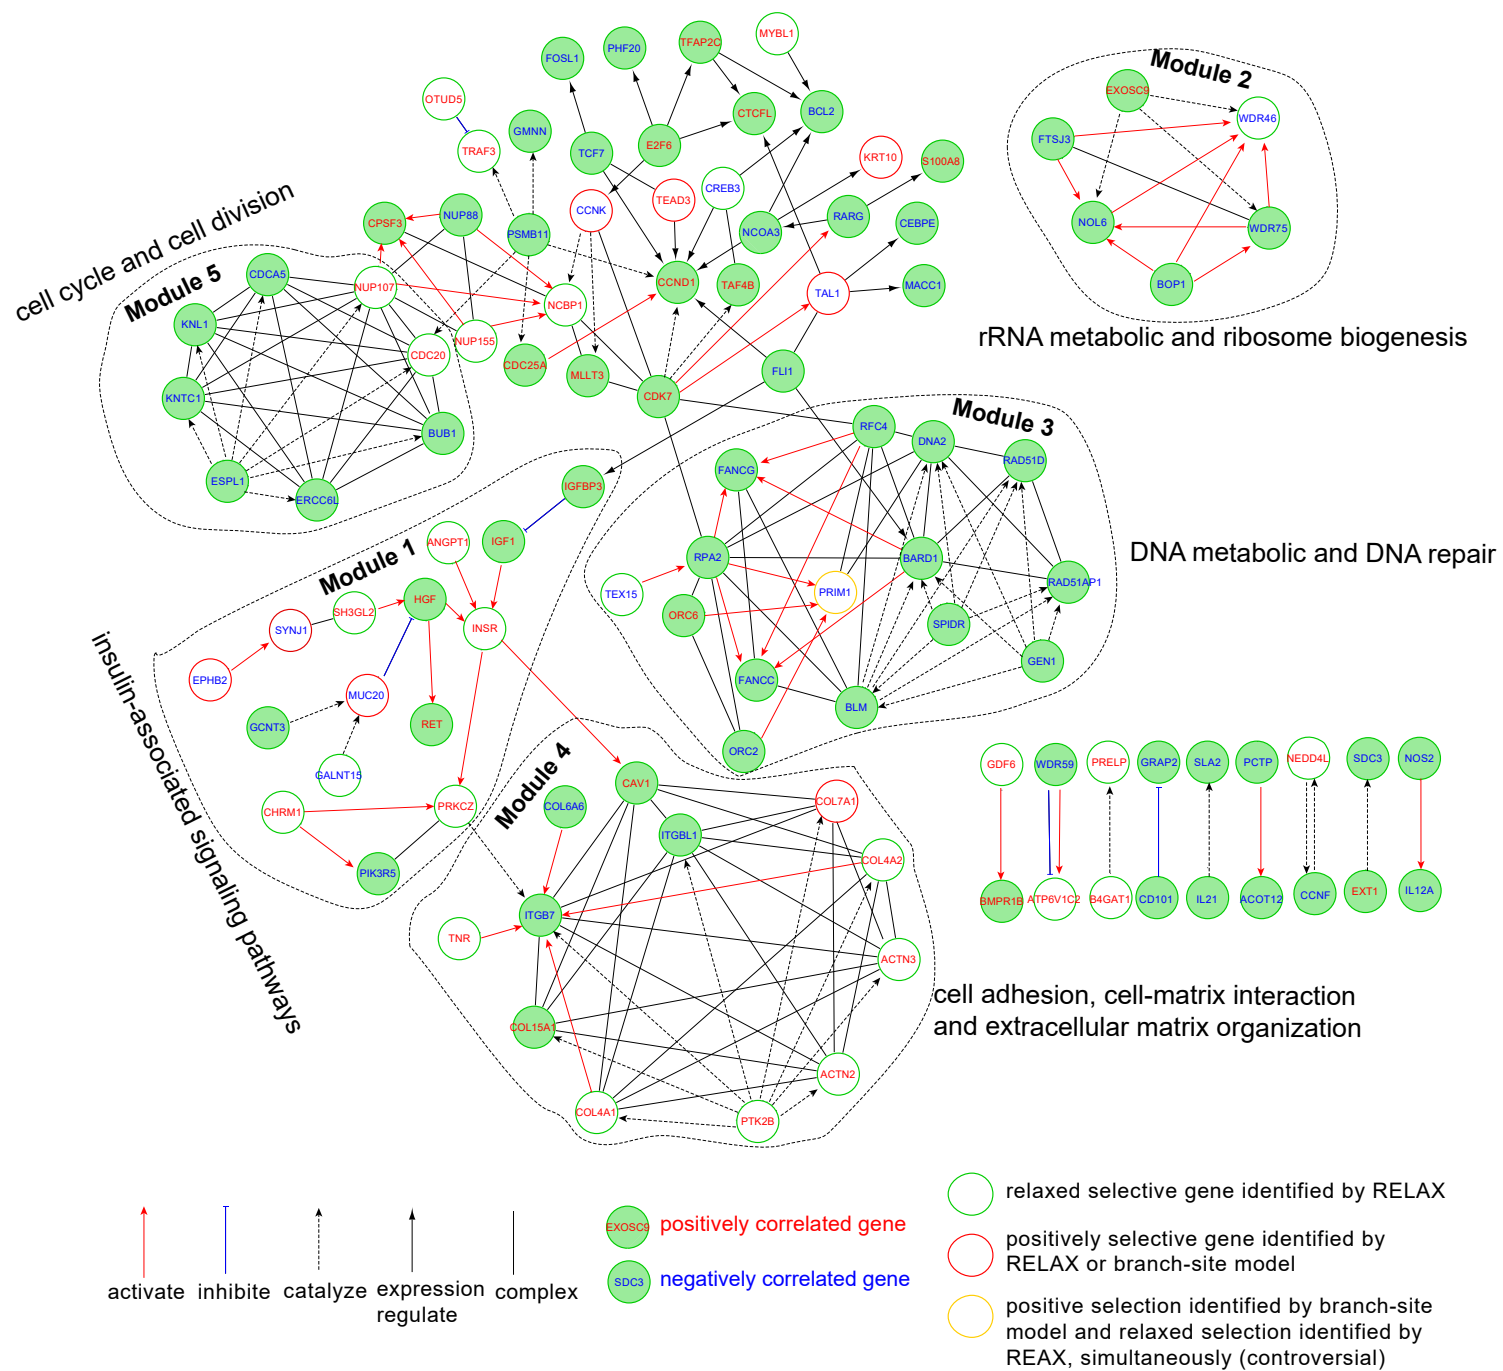 MYBL1
TFAP2C
PHF20
FOSL1
Module 2
EXOSC9
WDR46
FTSJ3
NOL6
WDR75
BOP1
rRNA metabolic and ribosome biogenesis
OTUD5
TRAF3
GMNN
TCF7
E2F6
CTCFL
BCL2
KRT10
S100A8
CCNK
TEAD3
CREB3
NCOA3
RARG
CEBPE
MACC1
cell cycle and cell division
CPSF3
NUP88
PSMB11
CCND1
TAF4B
TAL1
Module 5
CDCA5
NUP107
NCBP1
KNL1
CDC20
NUP155
CDC25A
MLLT3
CDK7
FLI1
KNTC1
BUB1
ESPL1
ERCC6L
Module 3
RFC4
DNA2
RAD51D
FANCG
RPA2
BARD1
RAD51AP1
TEX15
PRIM1
ORC6
SPIDR
GEN1
FANCC
BLM
ORC2
DNA metabolic and DNA repair
IGFBP3
Module 1
ANGPT1
IGF1
SH3GL2
HGF
INSR
SYNJ1
EPHB2
MUC20
GCNT3
RET
GALNT15
CHRM1
PRKCZ
PIK3R5
insulin-associated signaling pathways
Module 4
CAV1
COL6A6
COL7A1
ITGBL1
COL4A2
ITGB7
TNR
ACTN3
COL15A1
ACTN2
COL4A1
PTK2B
cell adhesion, cell-matrix interaction
and extracellular matrix organization
GDF6
WDR59
PRELP
GRAP2
SLA2
PCTP
NEDD4L
SDC3
NOS2
BMPR1B
ATP6V1C2
B4GAT1
CD101
IL21
ACOT12
CCNF
EXT1
IL12A
activate
inhibite
catalyze
expression
regulate
complex
EXOSC9
positively correlated gene
SDC3
negatively correlated gene
relaxed selective gene identified by RELAX
positively selective gene identified by
RELAX or branch-site model
positive selection identified by branch-site
model and relaxed selection identified by
REAX, simultaneously (controversial)